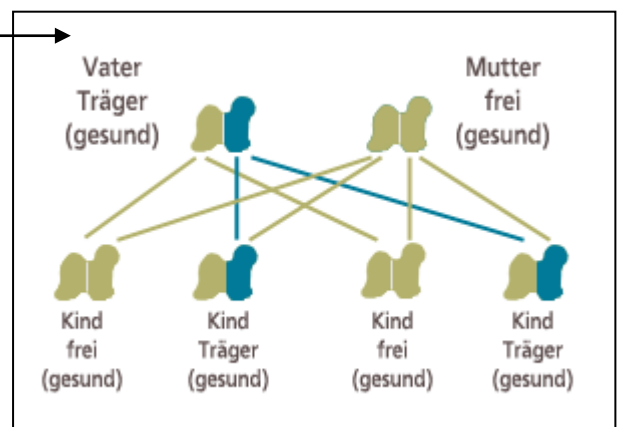 Vater
Träger
(gesund)
Mutter
frei
(gesund)
Kind
frei
(gesund)
Kind
Träger
(gesund)
Kind
frei
(gesund)
Kind
Träger
(gesund)